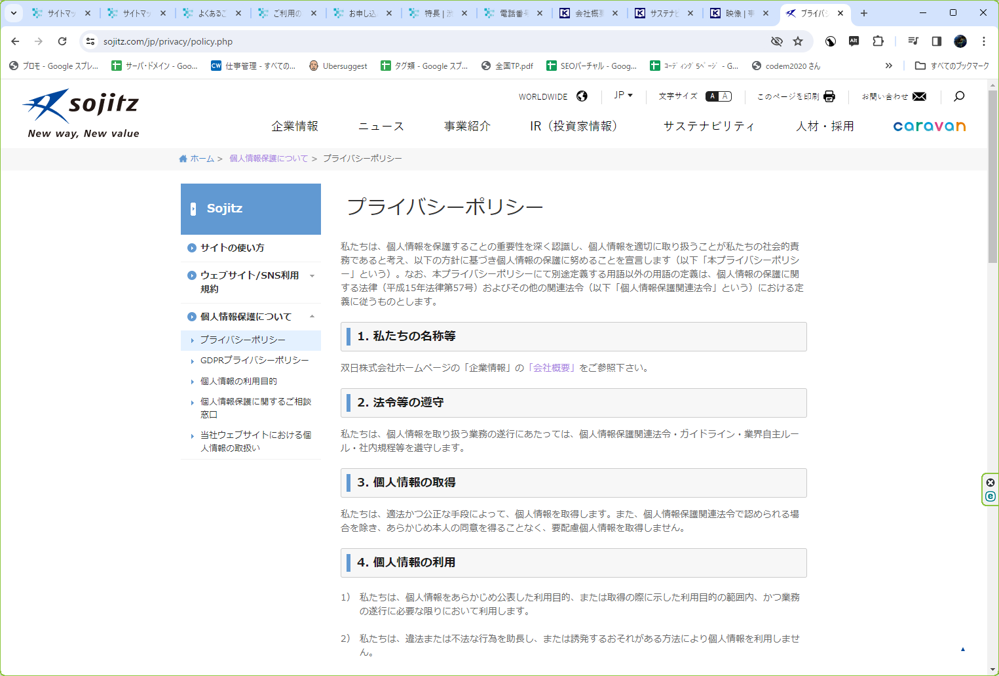 サイトマッ
サイトマッ
よくあるご
ご利用の
お申し込
特長 | 渋
電話番号
会社概要
サステナビ
映像 | 事
プライバシ
sojitz.com/jp/privacy/policy.php
プロモ - Google スプレ...
サーバ・ドメイン - Goo...
CW 仕事管理 - すべての...
Ubersuggest
タグ類 - Google スプ...
全国TP.pdf
SEOバーチャル - Goog...
コーディング5ページ - G...
codem2020 さん
すべてのブックマーク
sojitz
New way, New value
WORLDWIDE
JP
文字サイズ A A
このページを印刷
お問い合わせ
企業情報
ニュース
事業紹介
IR（投資家情報）
サステナビリティ
人材・採用
caravan
ホーム > 個人情報保護について > プライバシーポリシー
Sojitz
サイトの使い方
ウェブサイト/SNS利用
規約
個人情報保護について
プライバシーポリシー
GDPRプライバシーポリシー
個人情報の利用目的
個人情報保護に関するご相談
窓口
当社ウェブサイトにおける個
人情報の取扱い
プライバシーポリシー
私たちは、個人情報を保護することの重要性を深く認識し、個人情報を適切に取り扱うことが私たちの社会的責
務であると考え、以下の方針に基づき個人情報の保護に努めることを宣言します（以下「本プライバシーポリシ
ー」という）。なお、本プライバシーポリシーにて別途定義する用語以外の用語の定義は、個人情報の保護に関
する法律（平成15年法律第57号）およびその他の関連法令（以下「個人情報保護関連法令」という）における定
義に従うものとします。
1. 私たちの名称等
双日株式会社ホームページの「企業情報」の「会社概要」をご参照下さい。
2. 法令等の遵守
私たちは、個人情報を取り扱う業務の遂行にあたっては、個人情報保護関連法令・ガイドライン・業界自主ルー
ル・社内規程等を遵守します。
3. 個人情報の取得
私たちは、適法かつ公正な手段によって、個人情報を取得します。また、個人情報保護関連法令で認められる場
合を除き、あらかじめ本人の同意を得ることなく、要配慮個人情報を取得しません。
4. 個人情報の利用
1） 私たちは、個人情報をあらかじめ公表した利用目的、または取得の際に示した利用目的の範囲内、かつ業務
の遂行に必要な限りにおいて利用します。
2） 私たちは、違法または不法な行為を助長し、または誘発するおそれがある方法により個人情報を利用しませ
ん。